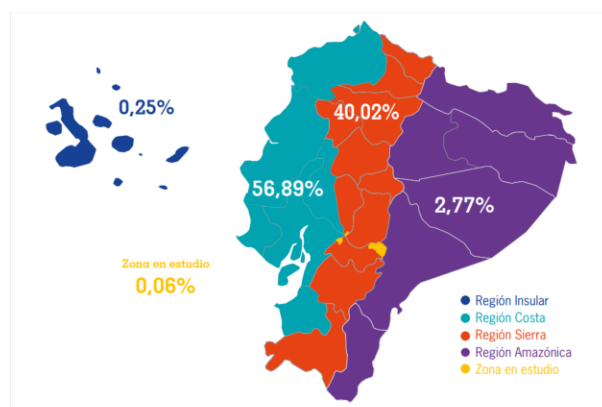 0,25%
40,02%
56,89%
2,77%
Zona en estudio
0,06%
Región Insular
Región Costa
Región Sierra
Región Amazónica
Zona en estudio